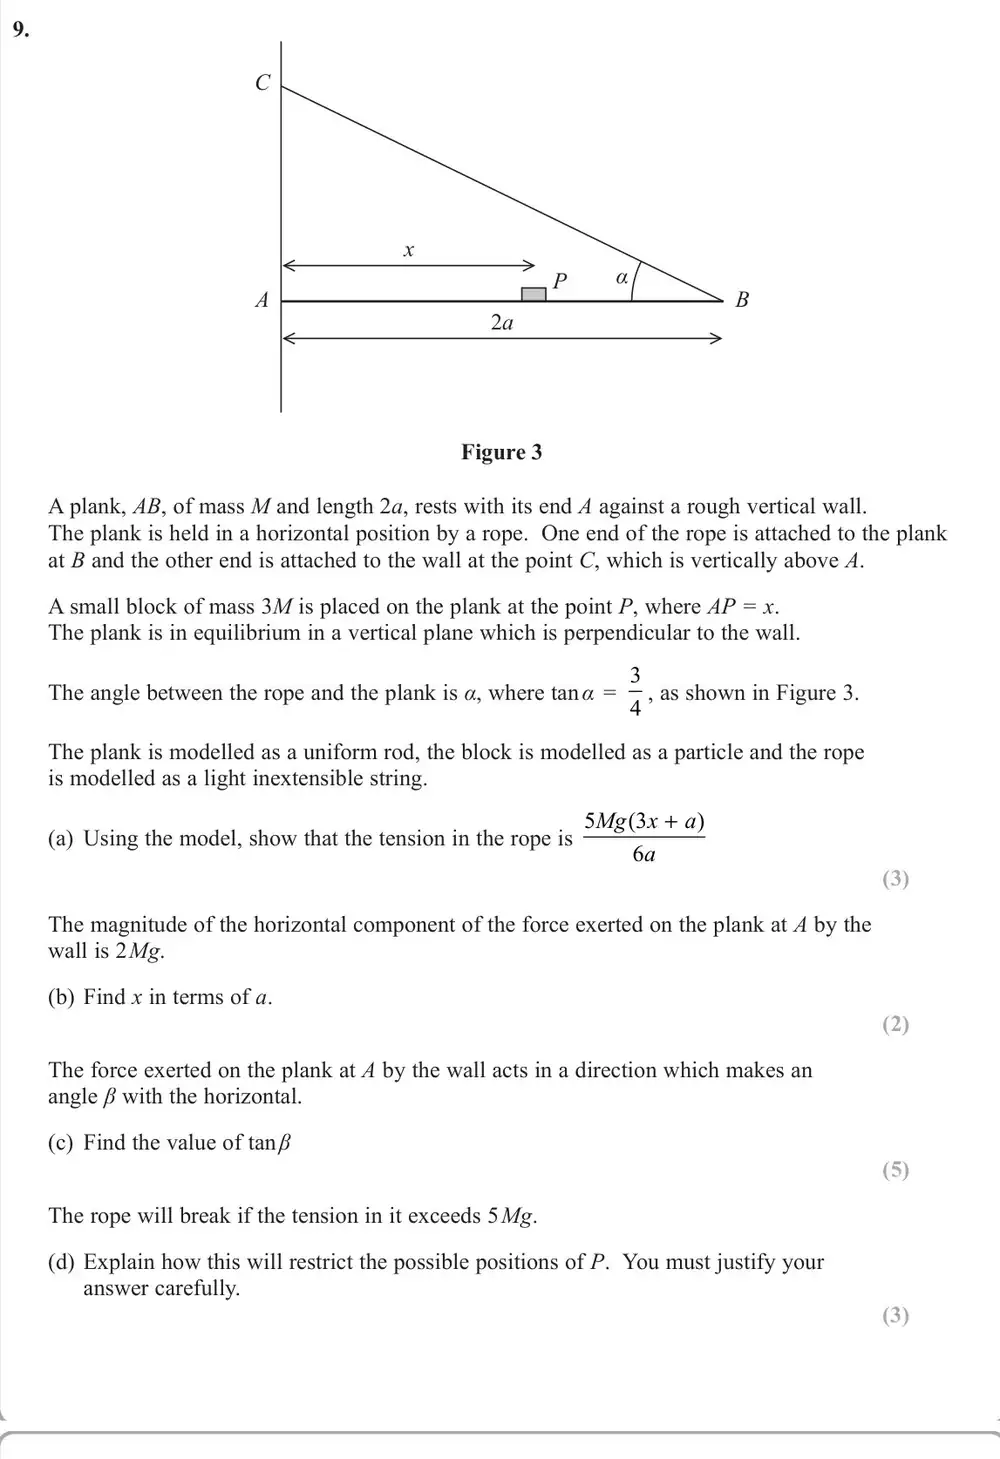 9.
C
x
P
α
A
B
2a
Figure 3
A plank, AB, of mass M and length 2a, rests with its end A against a rough vertical wall.
The plank is held in a horizontal position by a rope. One end of the rope is attached to the plank
at B and the other end is attached to the wall at the point C, which is vertically above A.
A small block of mass 3M is placed on the plank at the point P, where AP = x.
The plank is in equilibrium in a vertical plane which is perpendicular to the wall.
The angle between the rope and the plank is α, where tan α = 3/4, as shown in Figure 3.
The plank is modelled as a uniform rod, the block is modelled as a particle and the rope
is modelled as a light inextensible string.
(a) Using the model, show that the tension in the rope is 5Mg(3x + a)/6a
(3)
The magnitude of the horizontal component of the force exerted on the plank at A by the
wall is 2Mg.
(b) Find x in terms of a.
(2)
The force exerted on the plank at A by the wall acts in a direction which makes an
angle β with the horizontal.
(c) Find the value of tan β
(5)
The rope will break if the tension in it exceeds 5Mg.
(d) Explain how this will restrict the possible positions of P. You must justify your
answer carefully.
(3)